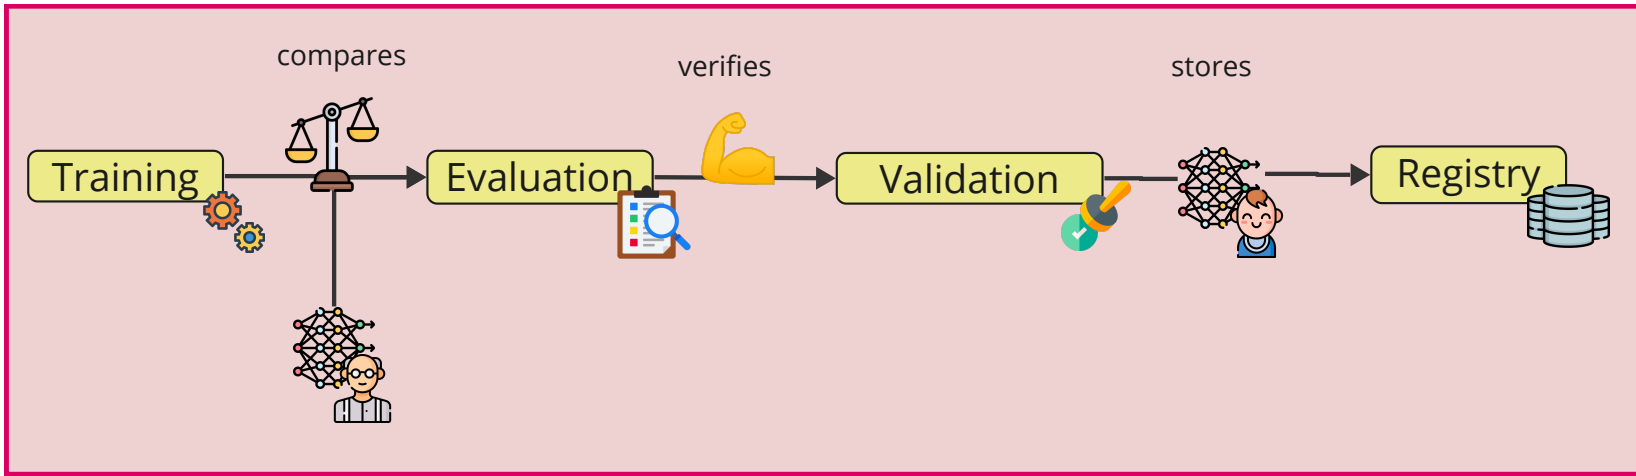 compares
verifies
stores
Training
Evaluation
Validation
Registry